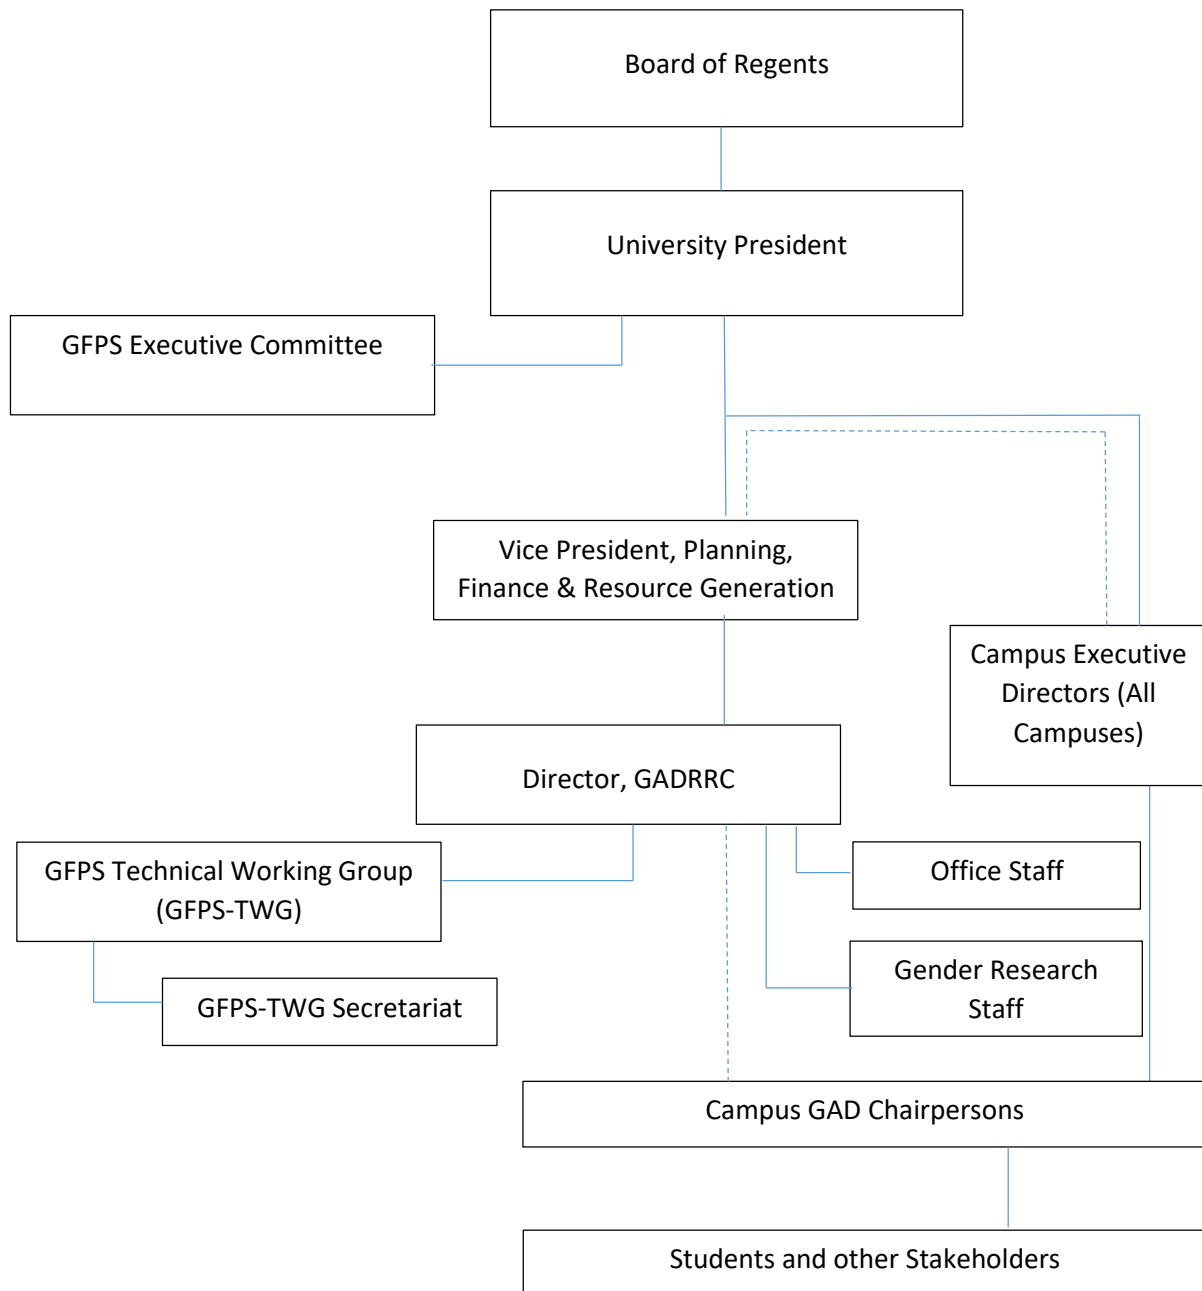 Board of Regents
University President
GFPS Executive Committee
Vice President, Planning,
Finance & Resource Generation
Campus Executive
Directors (All
Campuses)
Director, GADRRC
GFPS Technical Working Group
(GFPS-TWG)
Office Staff
Gender Research
Staff
GFPS-TWG Secretariat
Campus GAD Chairpersons
Students and other Stakeholders